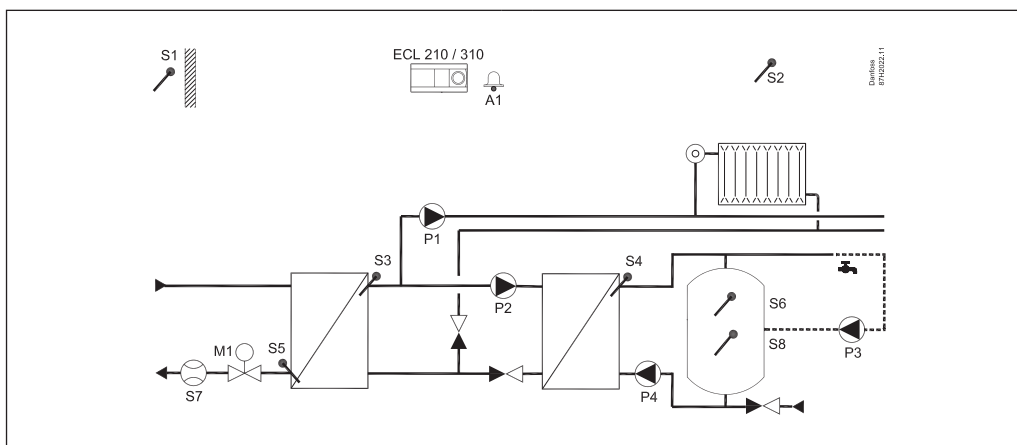 S1
ECL 210 / 310
A1
S2
Danfoss
87H2022.11
P1
S3
S4
P2
S6
S8
P3
M1
S5
S7
P4